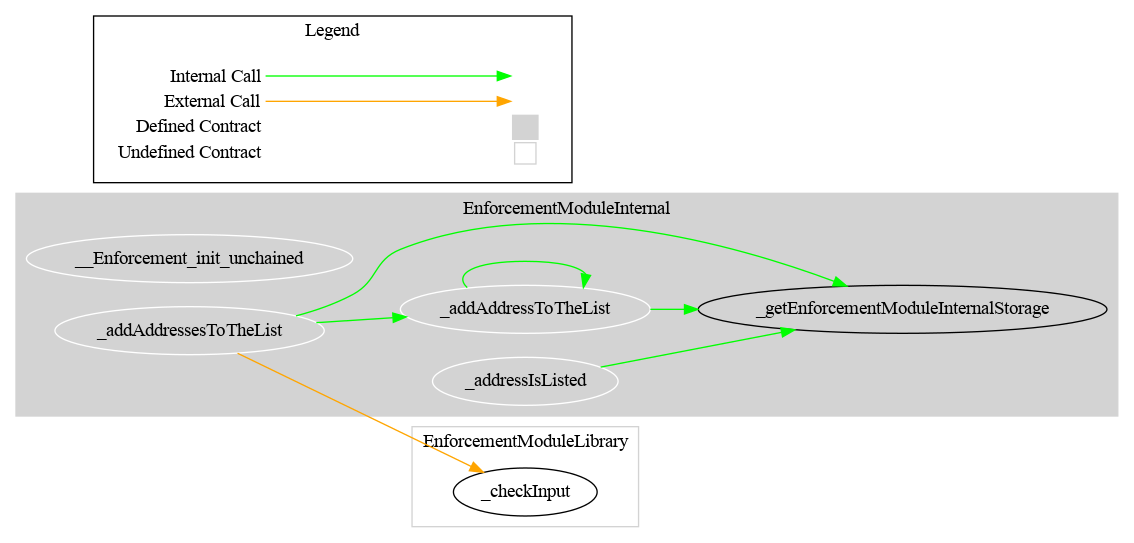 Legend
Internal Call
External Call
Defined Contract
Undefined Contract
EnforcementModuleInternal
__Enforcement_init_unchained
_addAddressesToTheList
_addAddressToTheList
_getEnforcementModuleInternalStorage
_addressIsListed
EnforcementModuleLibrary
_checkInput